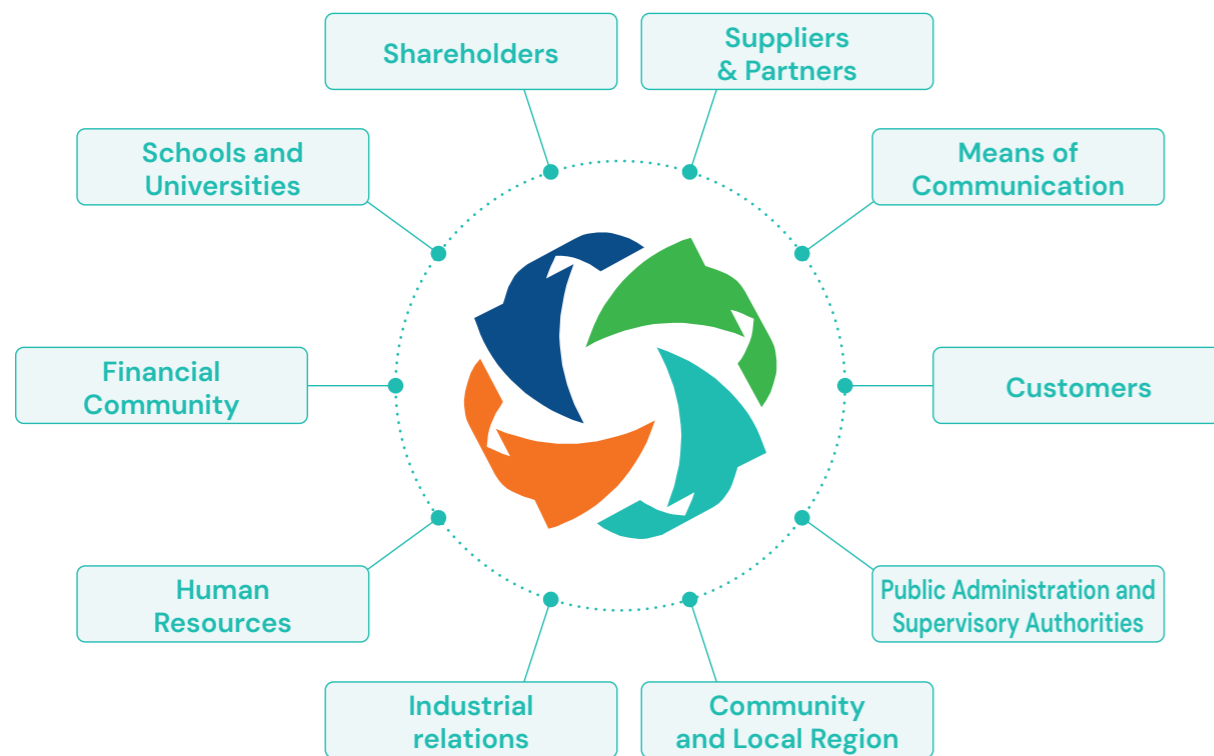 Shareholders
Suppliers
& Partners
Schools and
Universities
Means of
Communication
Financial
Community
Customers
Human
Resources
Public Administration and
Supervisory Authorities
Industrial
relations
Community
and Local Region